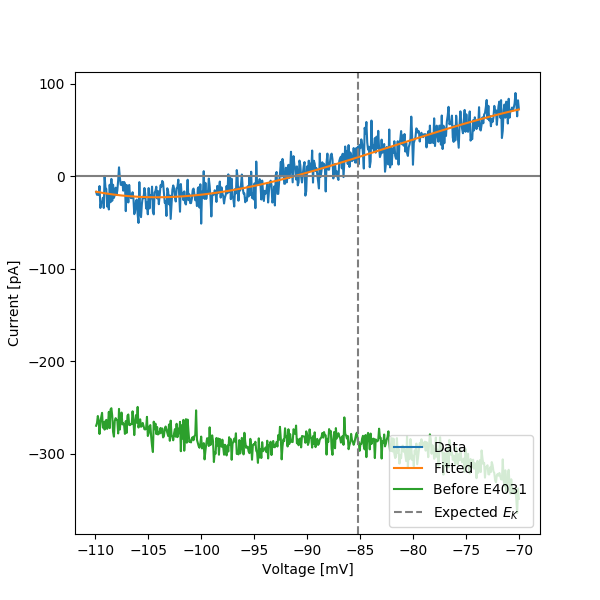 100
0
−100
−200
−300
Current [pA]
Data
Fitted
Before E4031
Expected E_K
−110
−105
−100
−95
−90
−85
−80
−75
−70
Voltage [mV]